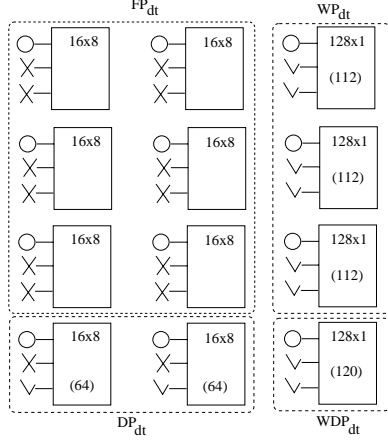 FP_dt WP_dt
16x8 16x8 128x1
(112)
16x8 16x8 128x1
(112)
16x8 16x8 128x1
(112)
16x8 16x8 128x1
(64) (64) (120)
DP_dt WDP_dt